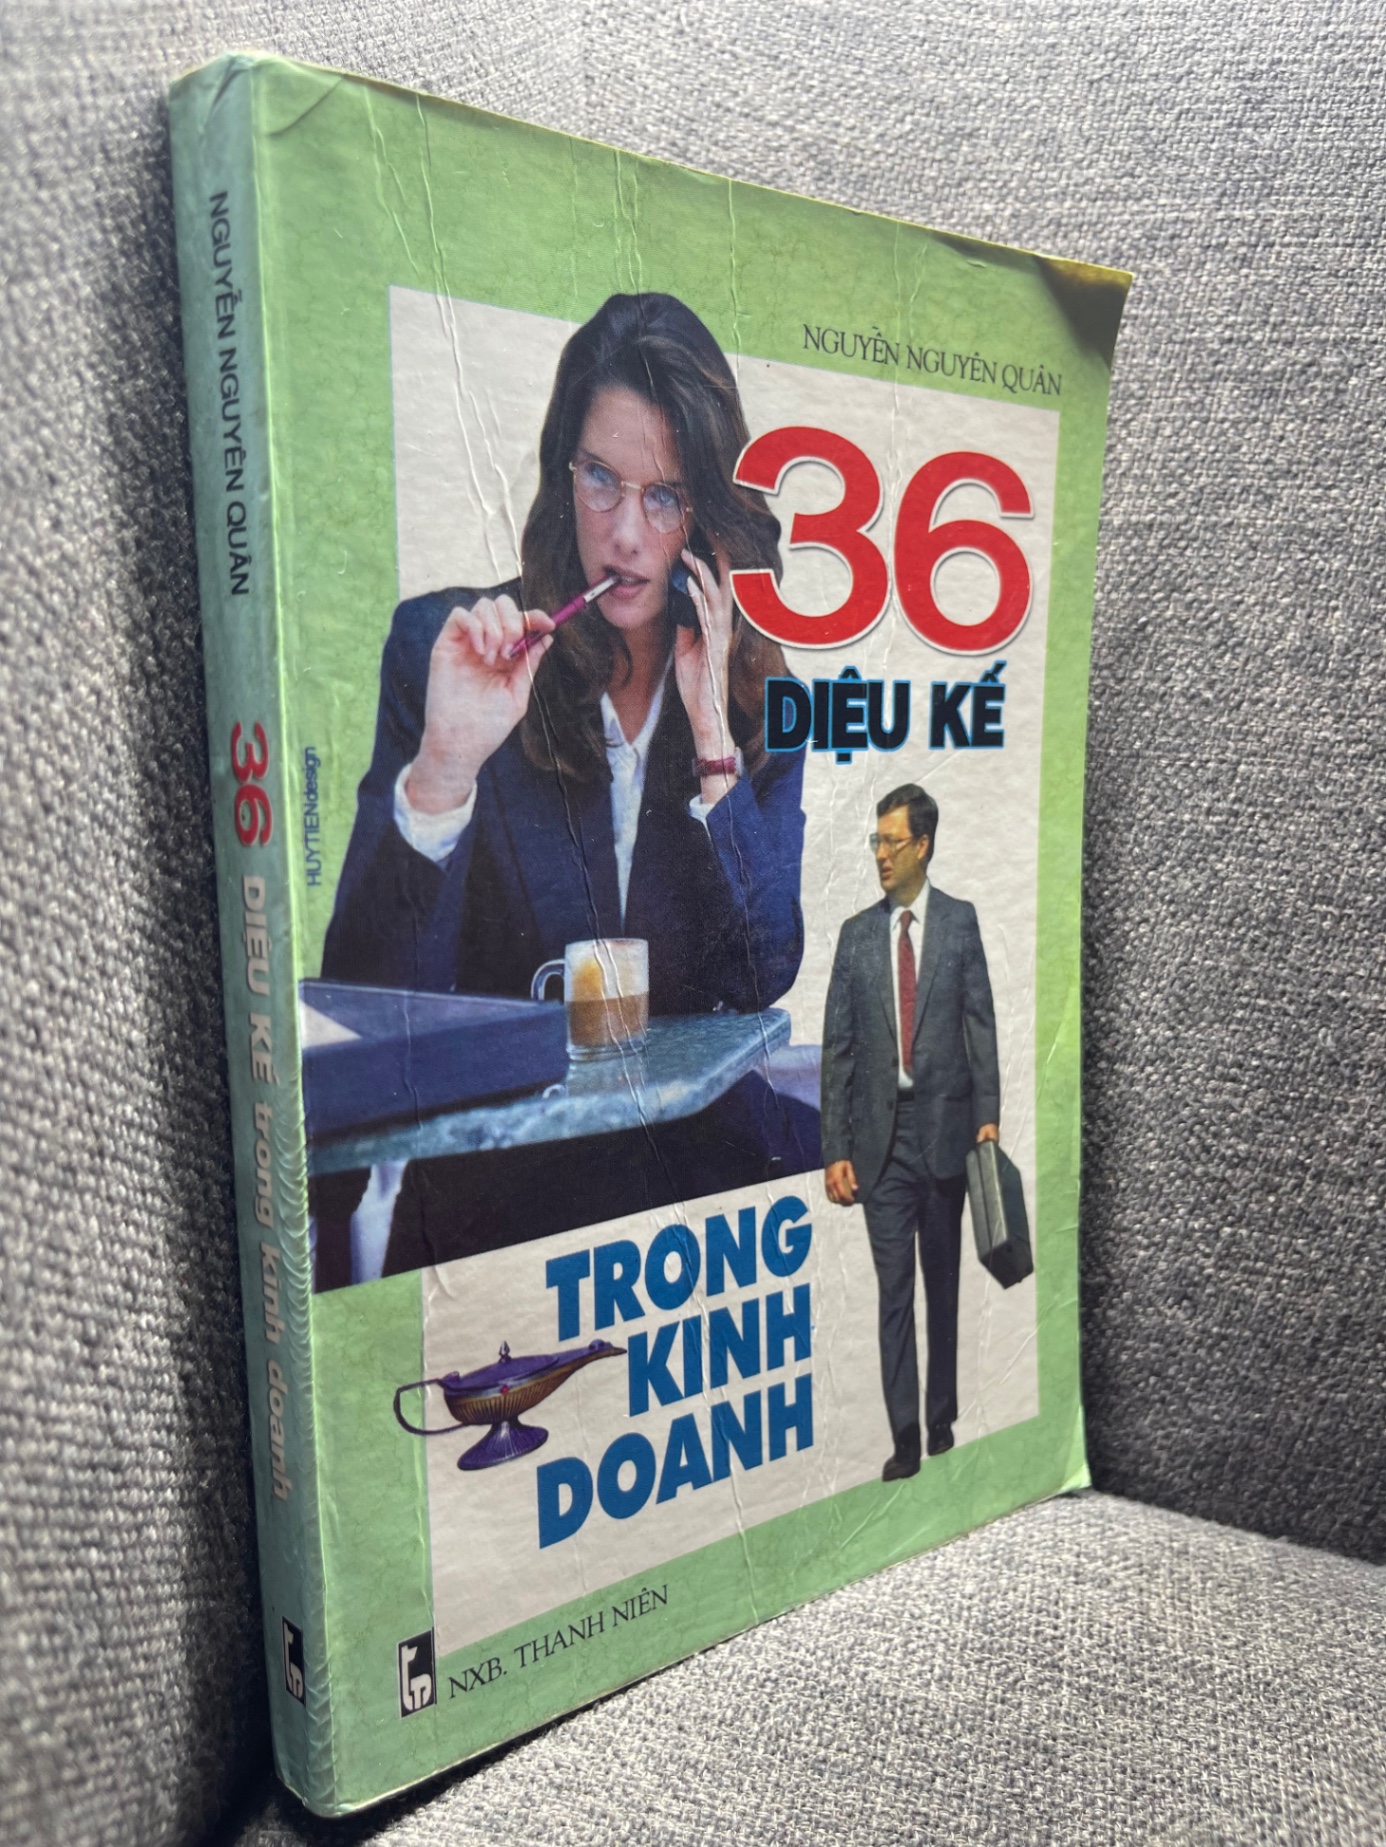 NGUYỄN NGUYÊN QUÂN
36 DIỆU KẾ trong kinh doanh
HUYTIENdesign
NGUYỄN NGUYÊN QUÂN
36
DIỆU KẾ
TRONG
KINH
DOANH
NXB. THANH NIÊN